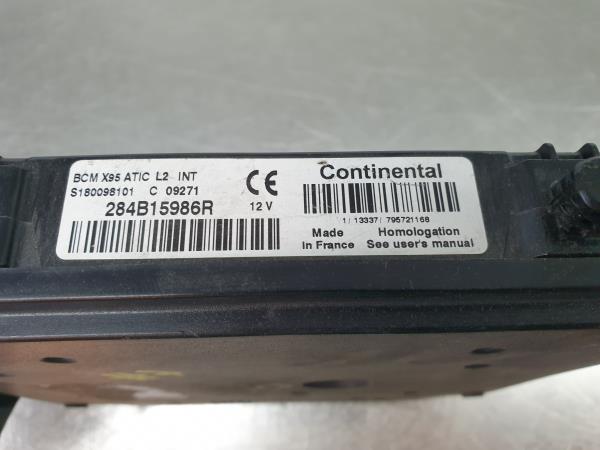 BCM X95 ATIC L2 INT
S180098101 C 09271
284B15986R 12 V
CE
Continental
1/ 13337/ 795721168
Made Homologation
in France See user's manual